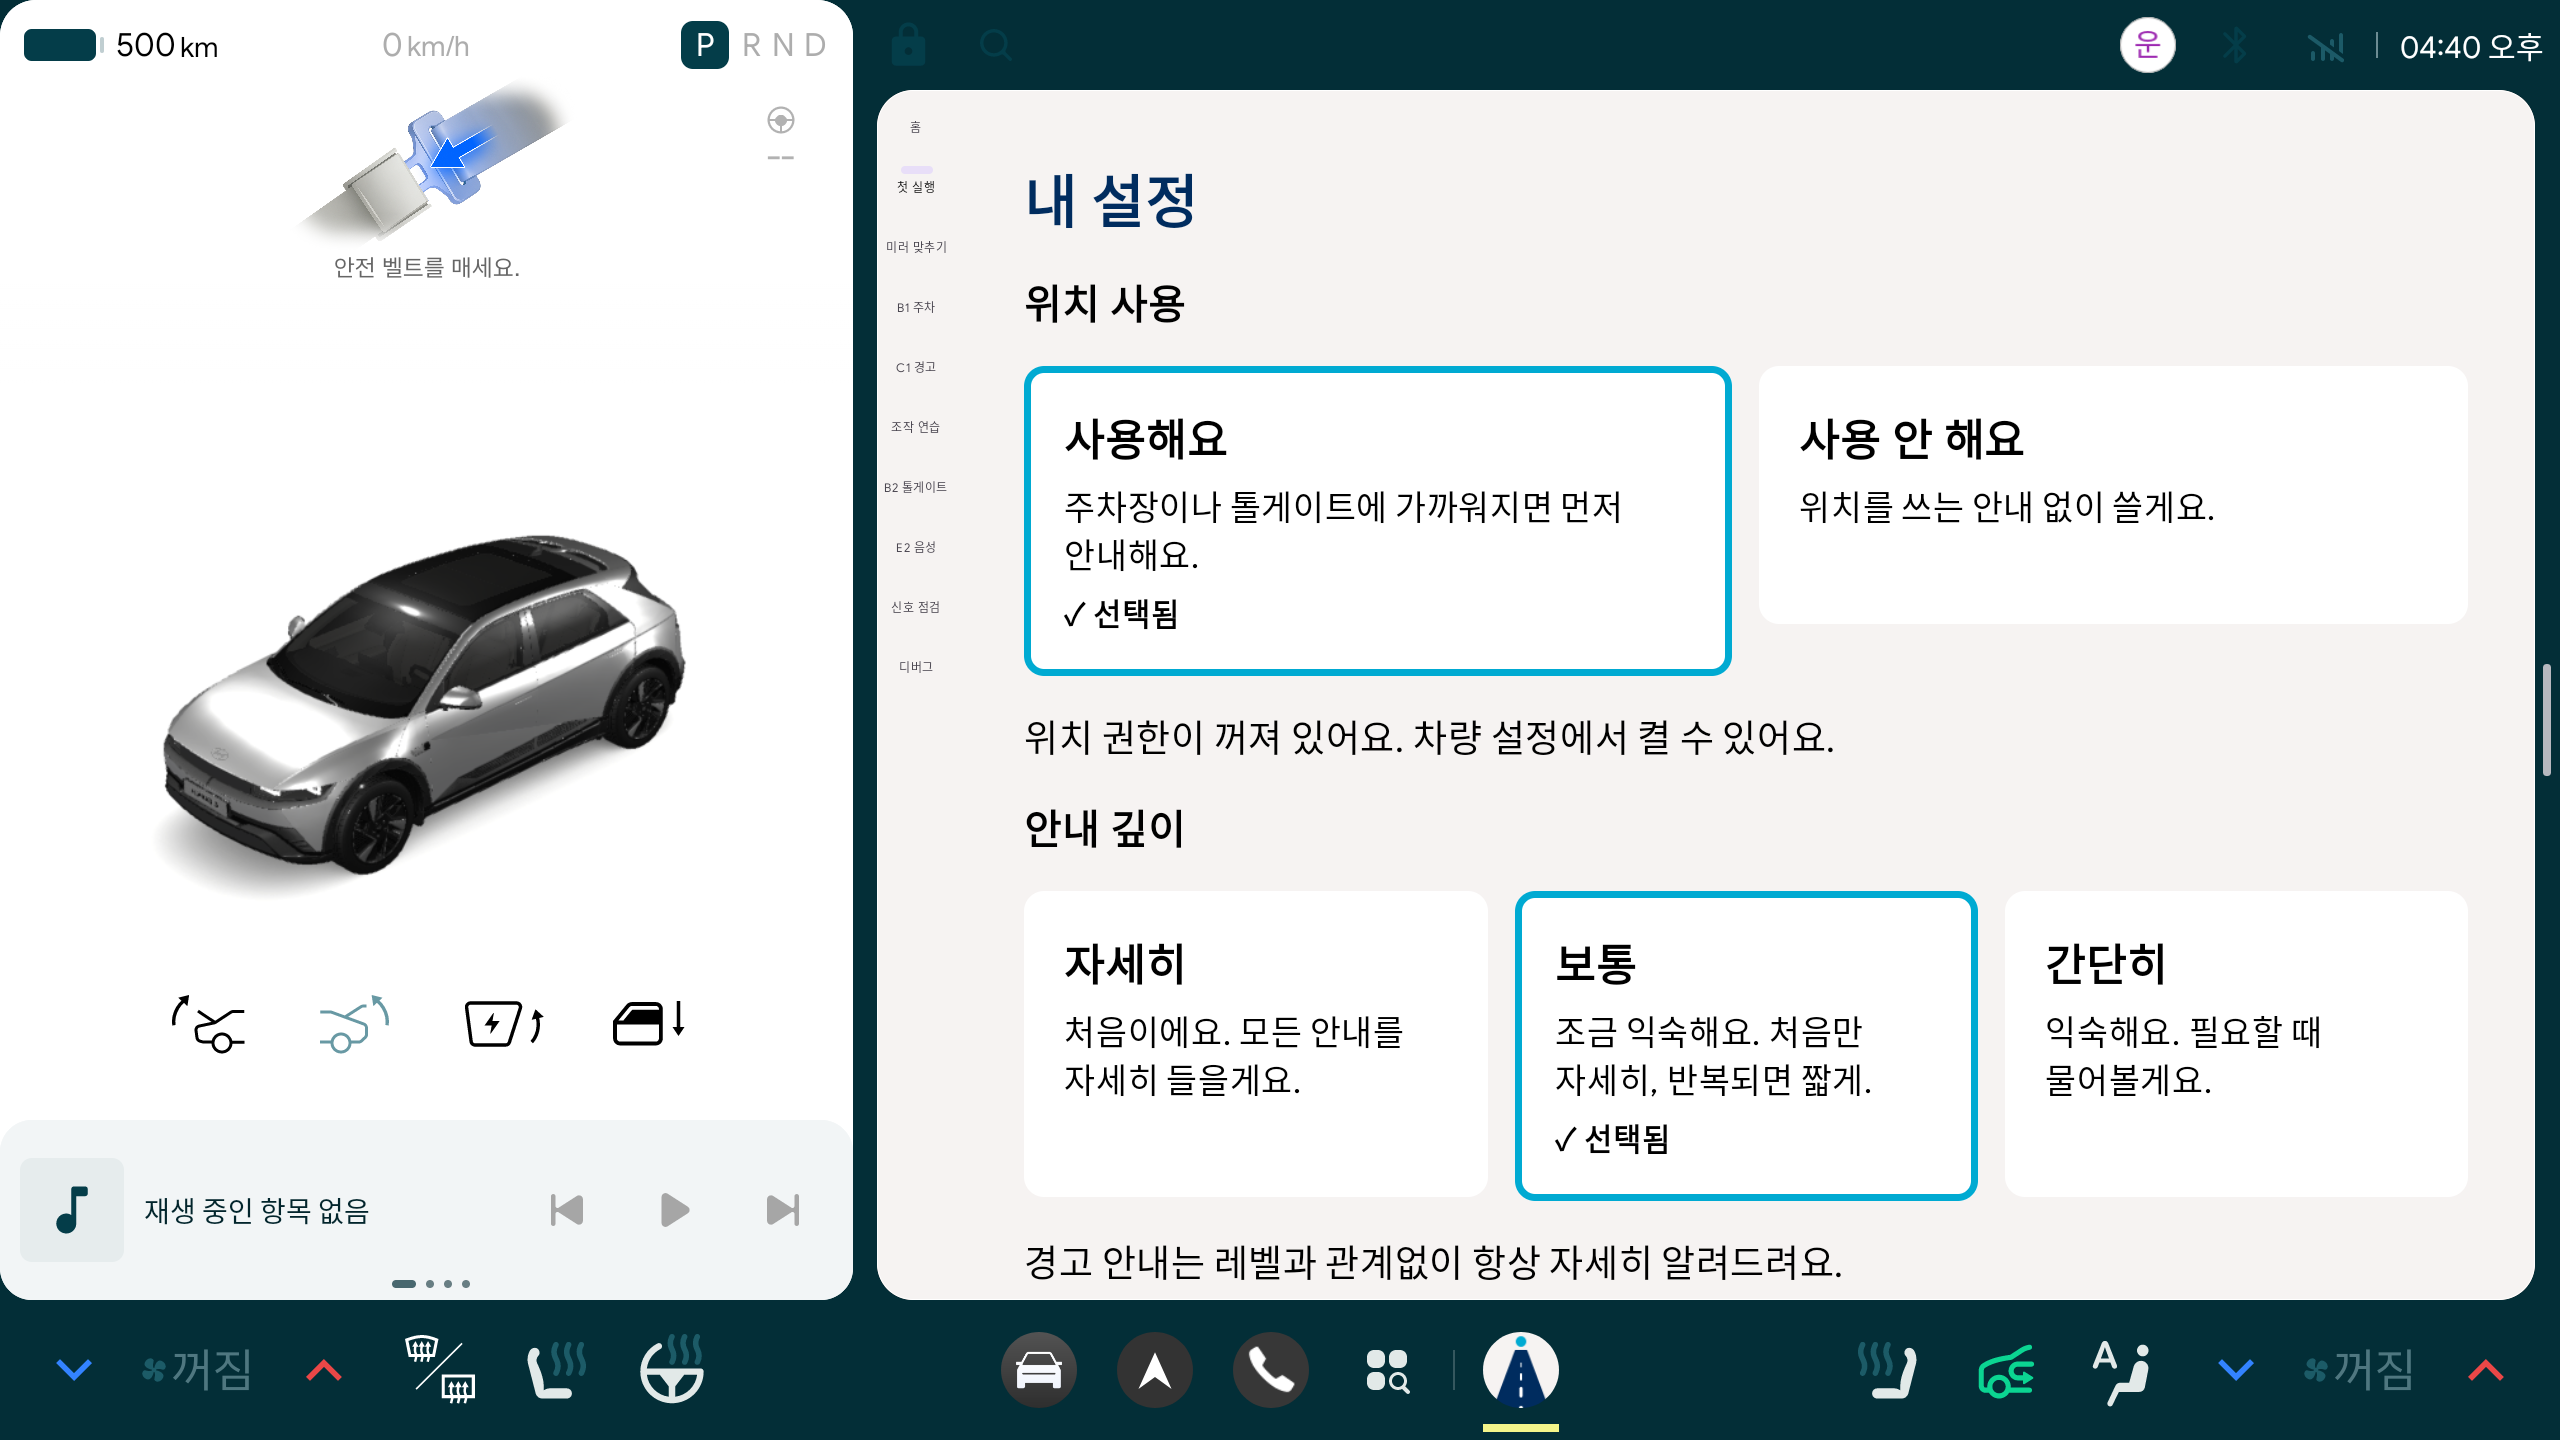 500 km
0 km/h
P R N D
안전 벨트를 매세요.
재생 중인 항목 없음
운
04:40 오후
홈
첫 실행
미러 맞추기
B1 주차
C1 경고
조작 연습
B2 톨게이트
E2 음성
신호 점검
디버그
내 설정
위치 사용
사용해요
주차장이나 톨게이트에 가까워지면 먼저
안내해요.
✓ 선택됨
사용 안 해요
위치를 쓰는 안내 없이 쓸게요.
위치 권한이 꺼져 있어요. 차량 설정에서 켤 수 있어요.
안내 깊이
자세히
처음이에요. 모든 안내를
자세히 들을게요.
보통
조금 익숙해요. 처음만
자세히, 반복되면 짧게.
✓ 선택됨
간단히
익숙해요. 필요할 때
물어볼게요.
경고 안내는 레벨과 관계없이 항상 자세히 알려드려요.
꺼짐
A
꺼짐